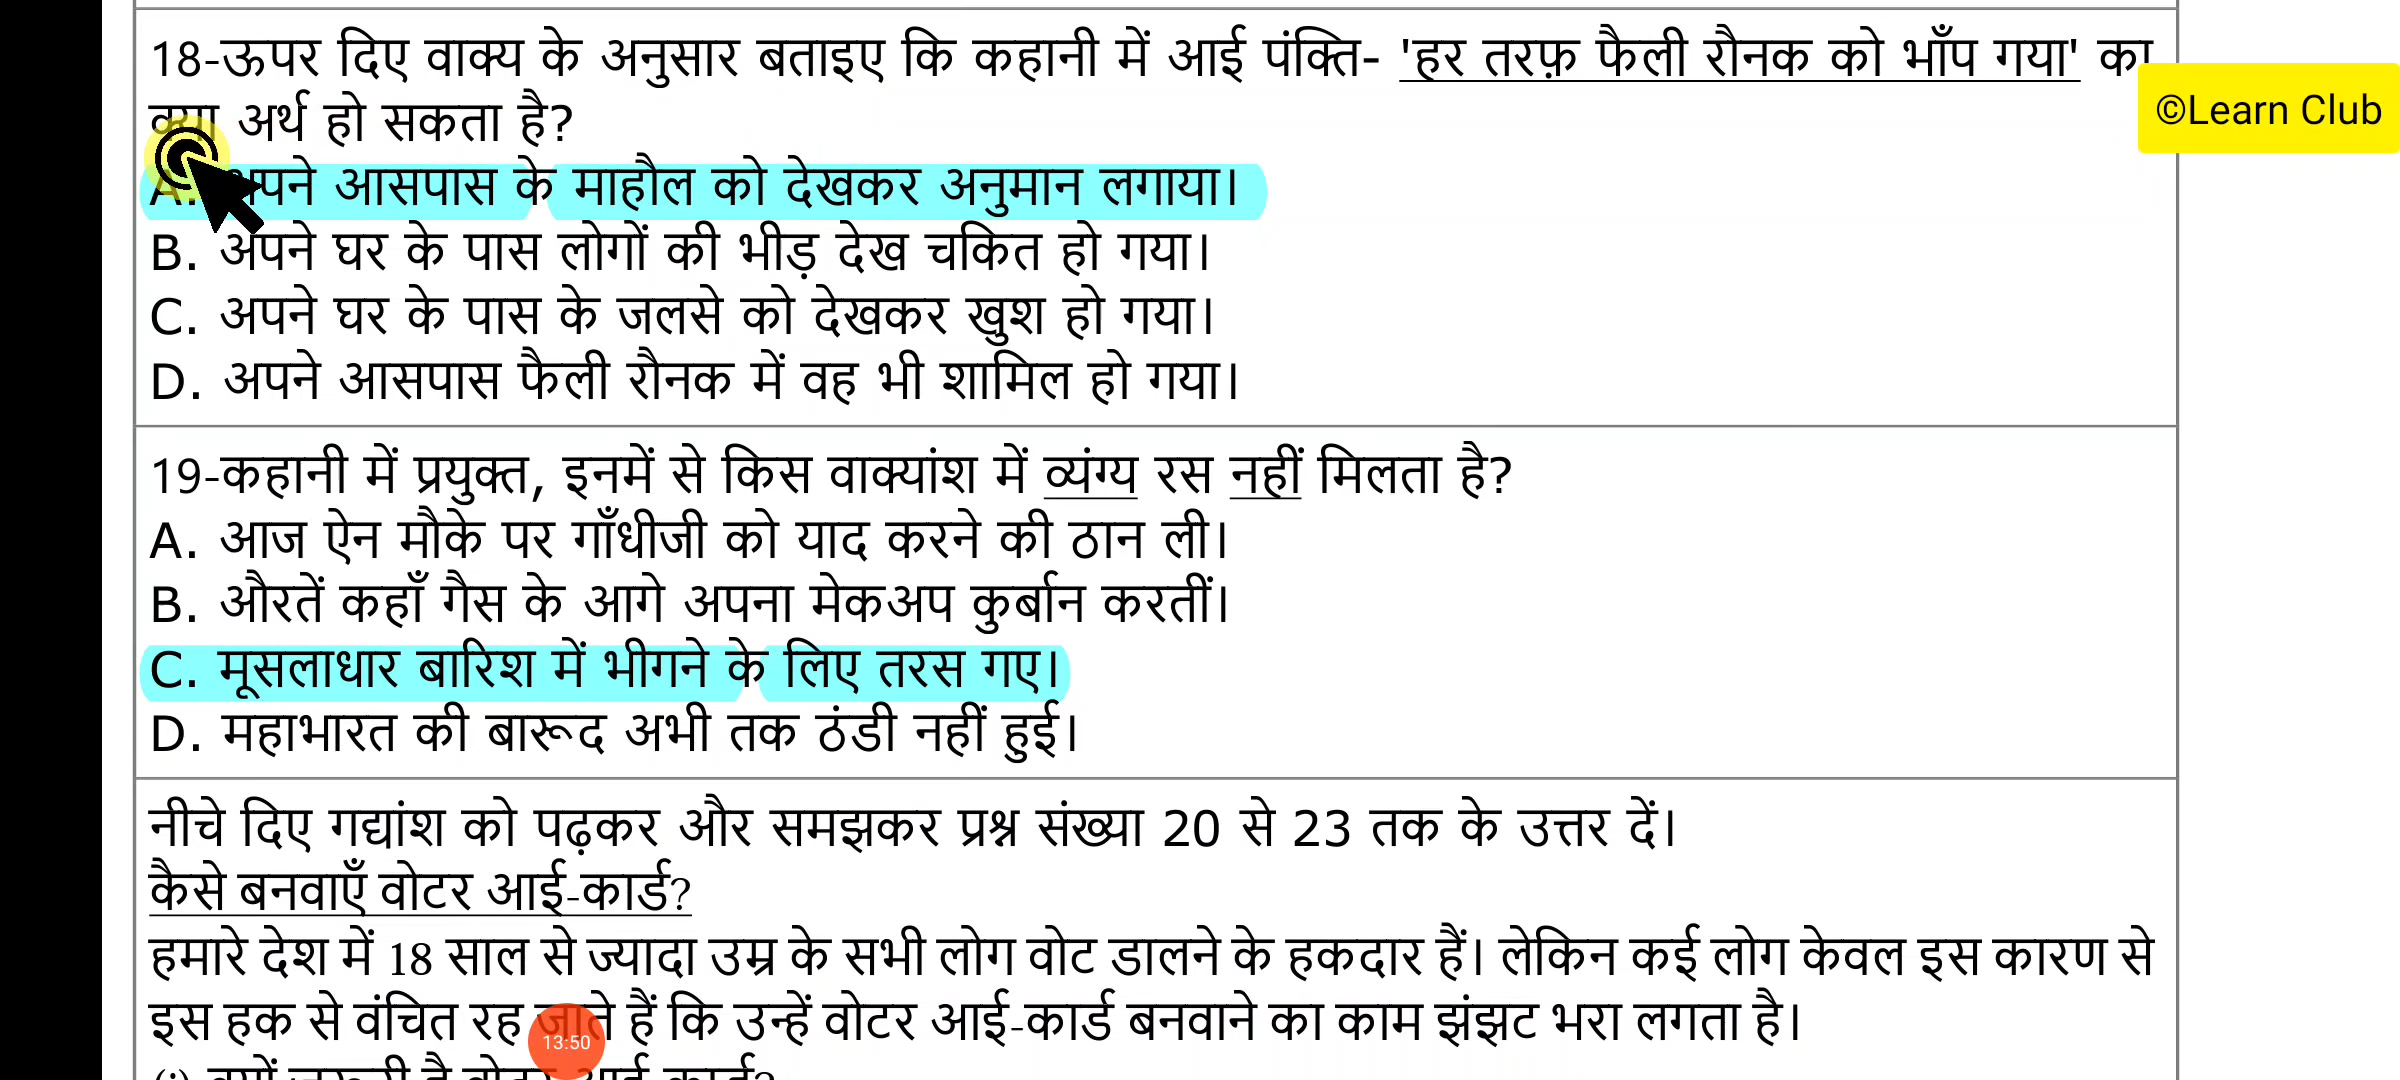 18-ऊपर दिए वाक्य के अनुसार बताइए कि कहानी में आई पंक्ति- 'हर तरफ़ फैली रौनक को भाँप गया' का
©Learn Club
क्या अर्थ हो सकता है?
A. अपने आसपास के माहौल को देखकर अनुमान लगाया।
B. अपने घर के पास लोगों की भीड़ देख चकित हो गया।
C. अपने घर के पास के जलसे को देखकर खुश हो गया।
D. अपने आसपास फैली रौनक में वह भी शामिल हो गया।
19-कहानी में प्रयुक्त, इनमें से किस वाक्यांश में व्यंग्य रस नहीं मिलता है?
A. आज ऐन मौके पर गाँधीजी को याद करने की ठान ली।
B. औरतें कहाँ गैस के आगे अपना मेकअप कुर्बान करतीं।
C. मूसलाधार बारिश में भीगने के लिए तरस गए।
D. महाभारत की बारूद अभी तक ठंडी नहीं हुई।
नीचे दिए गद्यांश को पढ़कर और समझकर प्रश्न संख्या 20 से 23 तक के उत्तर दें।
कैसे बनवाएँ वोटर आई-कार्ड?
हमारे देश में 18 साल से ज्यादा उम्र के सभी लोग वोट डालने के हकदार हैं। लेकिन कई लोग केवल इस कारण से
इस हक से वंचित रह जाते हैं कि उन्हें वोटर आई-कार्ड बनवाने का काम झंझट भरा लगता है।
13:50
(i) क्यों जरूरी है वोटर आई-कार्ड?